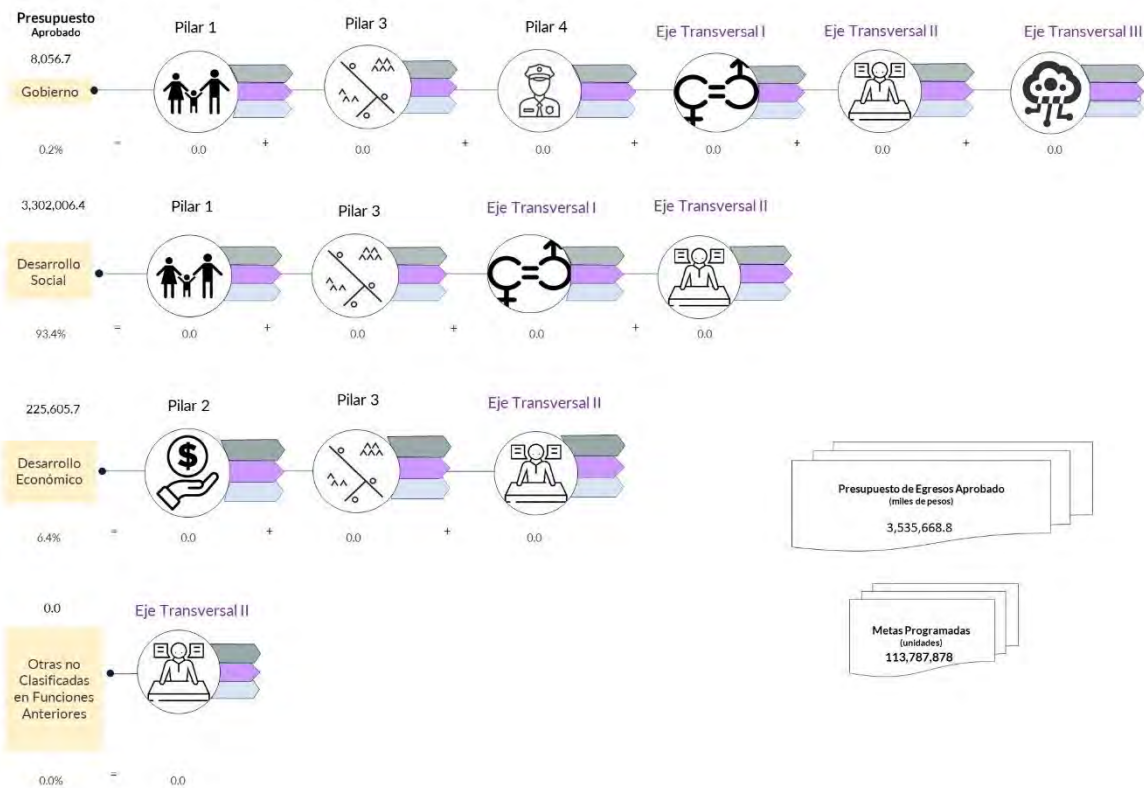 Presupuesto
Aprobado
8,056.7
Gobierno
Pilar 1
Pilar 3
Pilar 4
Eje Transversal I
Eje Transversal II
Eje Transversal III
0.2%
=
0.0
+
0.0
+
0.0
+
0.0
+
0.0
+
0.0
3,302,006.4
Desarrollo
Social
Pilar 1
Pilar 3
Eje Transversal I
Eje Transversal II
93.4%
=
0.0
+
0.0
+
0.0
+
0.0
225,605.7
Desarrollo
Económico
Pilar 2
Pilar 3
Eje Transversal II
6.4%
=
0.0
+
0.0
+
0.0
Presupuesto de Egresos Aprobado
(miles de pesos)
3,535,668.8
0.0
Otras no
Clasificadas
en Funciones
Anteriores
Eje Transversal II
0.0%
=
0.0
Metas Programadas
(unidades)
113,787,878